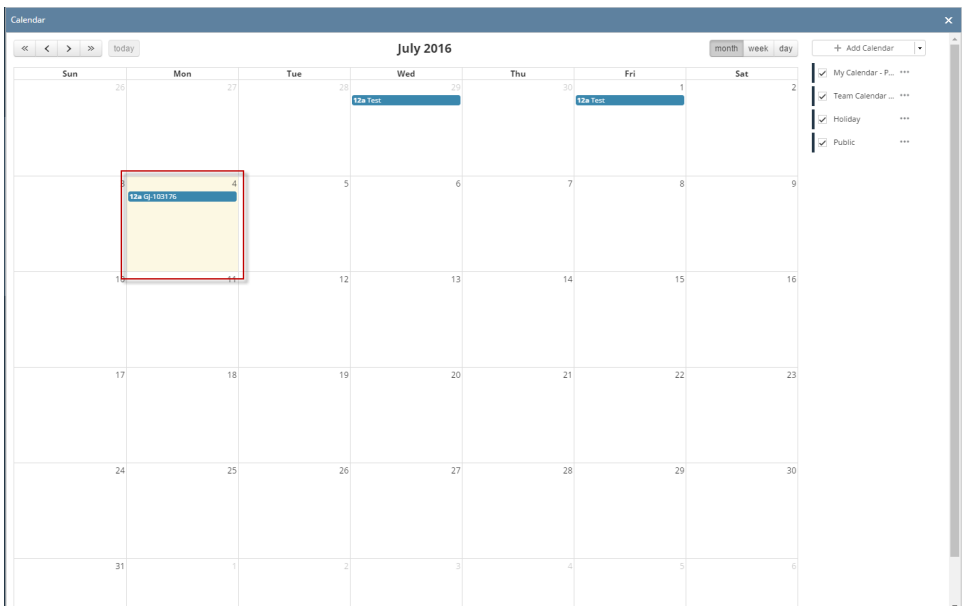 Calendar
today
July 2016
month week day
+ Add Calendar
Sun Mon Tue Wed Thu Fri Sat
My Calendar - P... •••
Team Calendar ... •••
Holiday •••
Public •••
26 27 28 29 30 1 2
12a Test 12a Test
3 4 5 6 7 8 9
12a GJ-103176
10 11 12 13 14 15 16
17 18 19 20 21 22 23
24 25 26 27 28 29 30
31 1 2 3 4 5 6